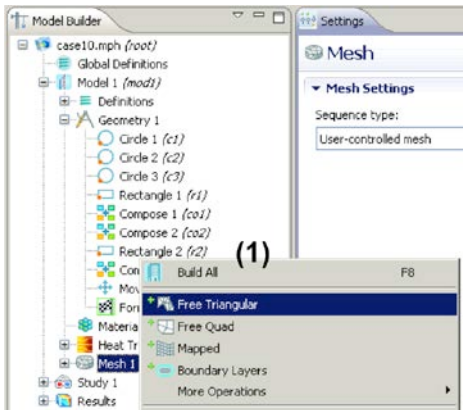 Model Builder
case10.mph (root)
Global Definitions
Model 1 (mod1)
Definitions
Geometry 1
Circle 1 (c1)
Circle 2 (c2)
Circle 3 (c3)
Rectangle 1 (r1)
Compose 1 (co1)
Compose 2 (co2)
Rectangle 2 (r2)
Com
Mov
For
Materia
Heat Tr
Mesh 1
Study 1
Results
(1)
Build All F8
Free Triangular
Free Quad
Mapped
Boundary Layers
More Operations
Settings
Mesh
Mesh Settings
Sequence type:
User-controlled mesh